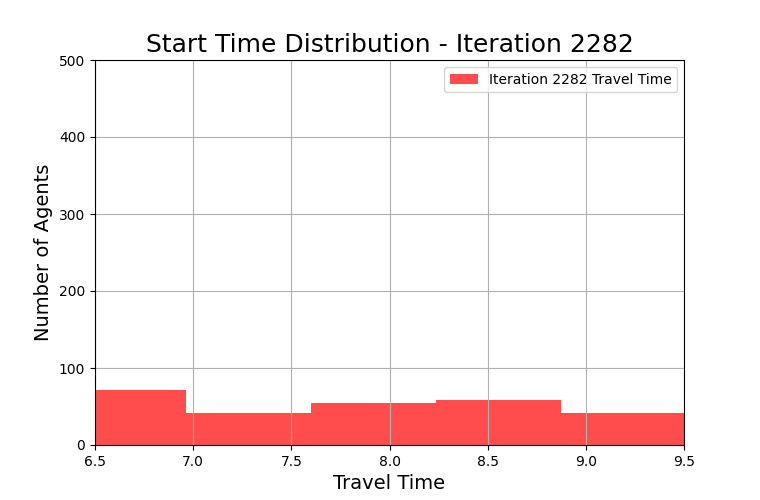 Start Time Distribution - Iteration 2282
Iteration 2282 Travel Time
Number of Agents
500
400
300
200
100
0
6.5 7.0 7.5 8.0 8.5 9.0 9.5
Travel Time